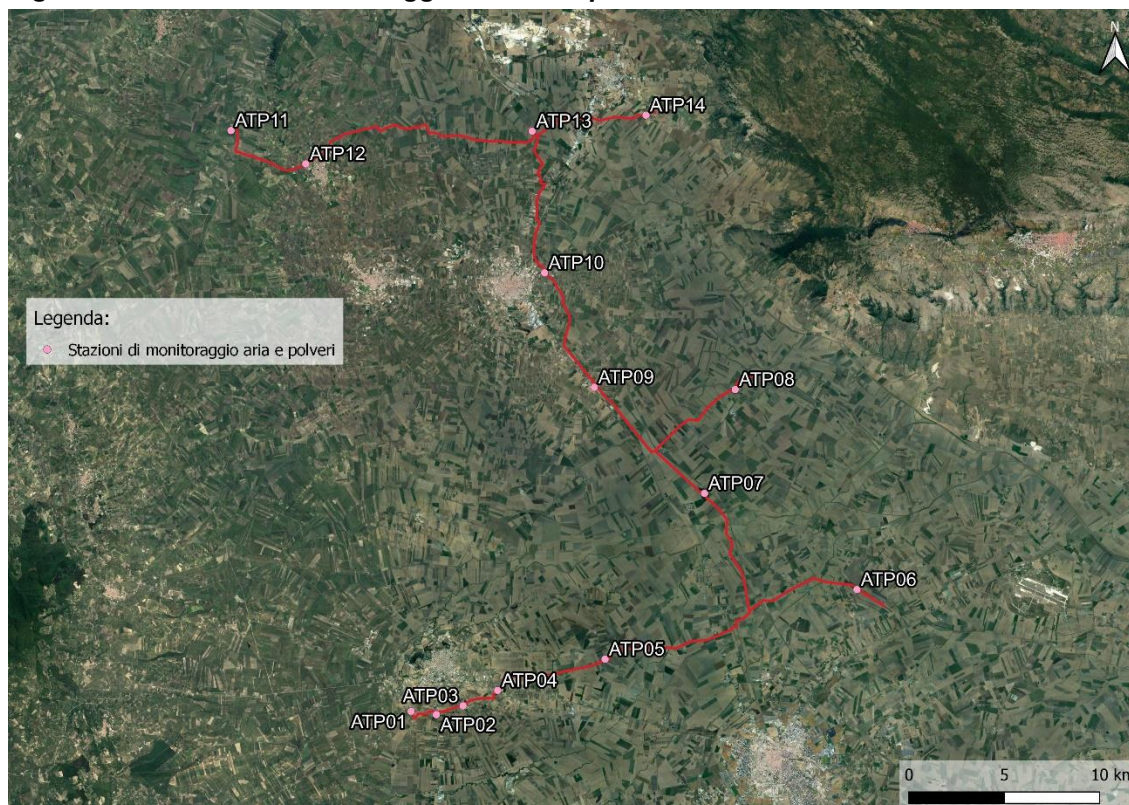 N
ATP14
ATP11
ATP13
ATP12
ATP10
Legenda:
Stazioni di monitoraggio aria e polveri
ATP09
ATP08
ATP07
ATP06
ATP05
ATP04
ATP03
ATP01
ATP02
0 5 10 km